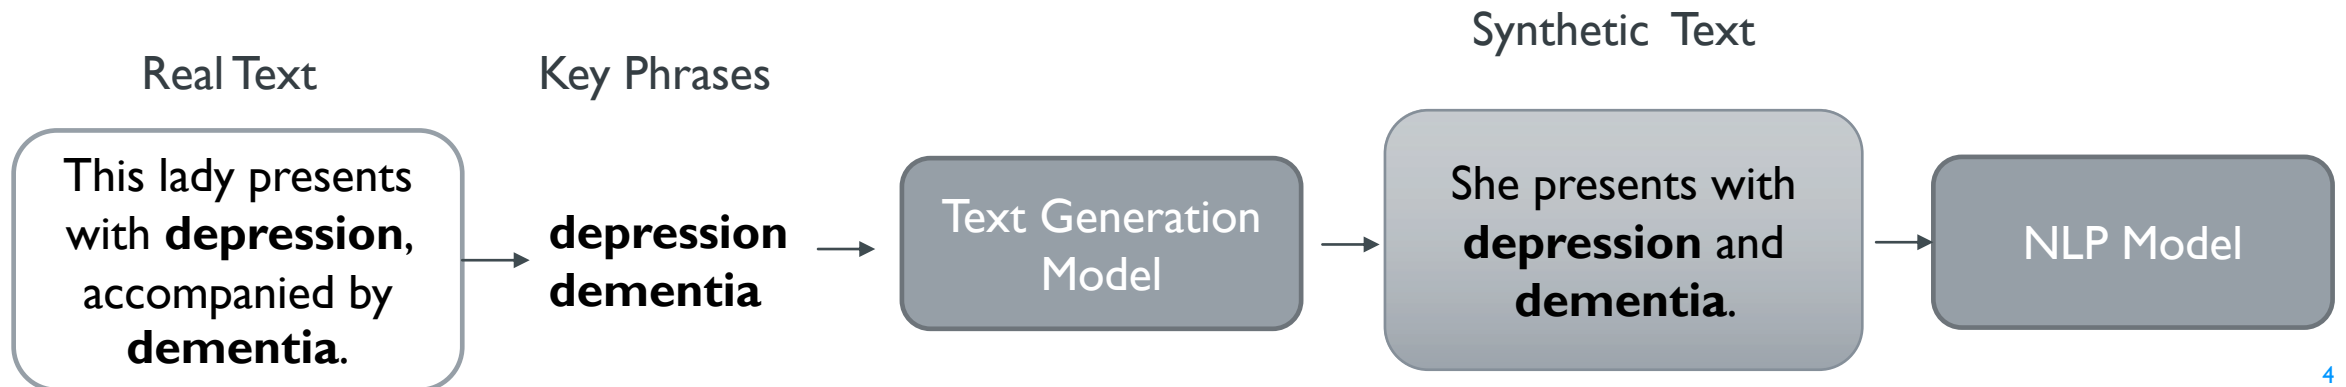 Real Text
This lady presents
with depression,
accompanied by
dementia.
Key Phrases
depression
dementia
Text Generation
Model
Synthetic Text
She presents with
depression and
dementia.
NLP Model
4